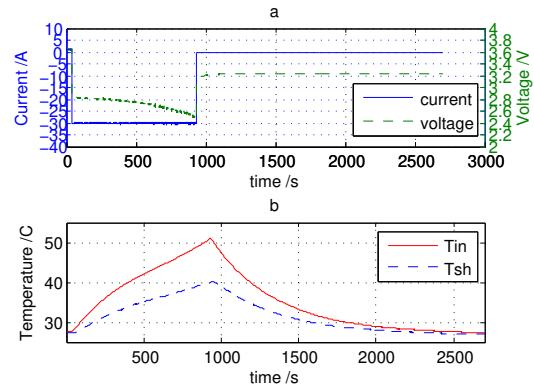 a
10
5
0
-5
-10
-15
-20
-25
-30
-35
-40
Current /A
4
3.8
3.6
3.4
3.2
3
2.8
2.6
2.4
2.2
2
Voltage /V
current
voltage
0 500 1000 1500 2000 2500 3000
time /s
b
50
40
30
Temperature /C
Tin
Tsh
500 1000 1500 2000 2500
time /s